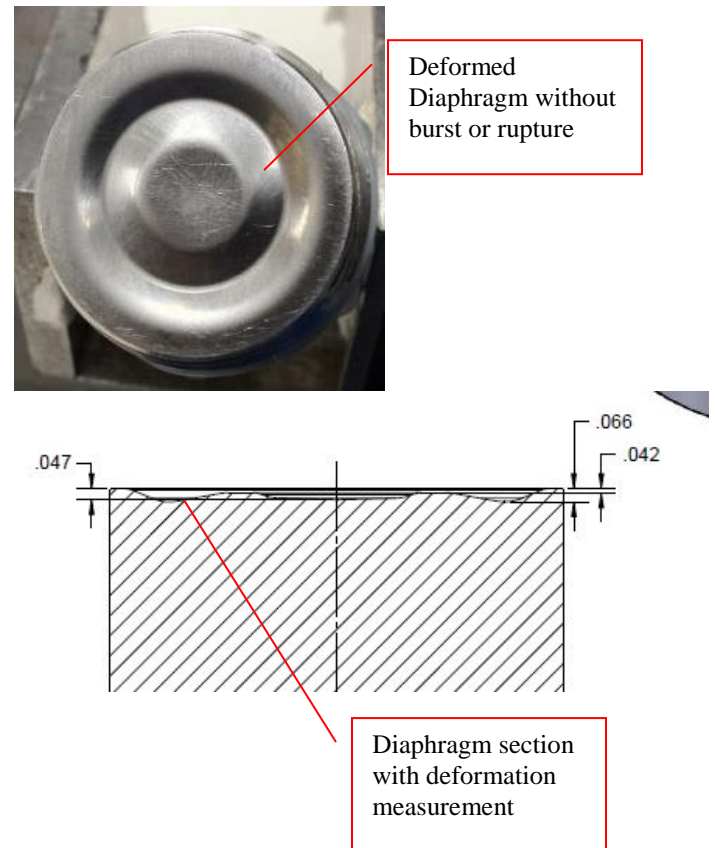 Deformed
Diaphragm without
burst or rupture
.066
.047
.042
Diaphragm section
with deformation
measurement